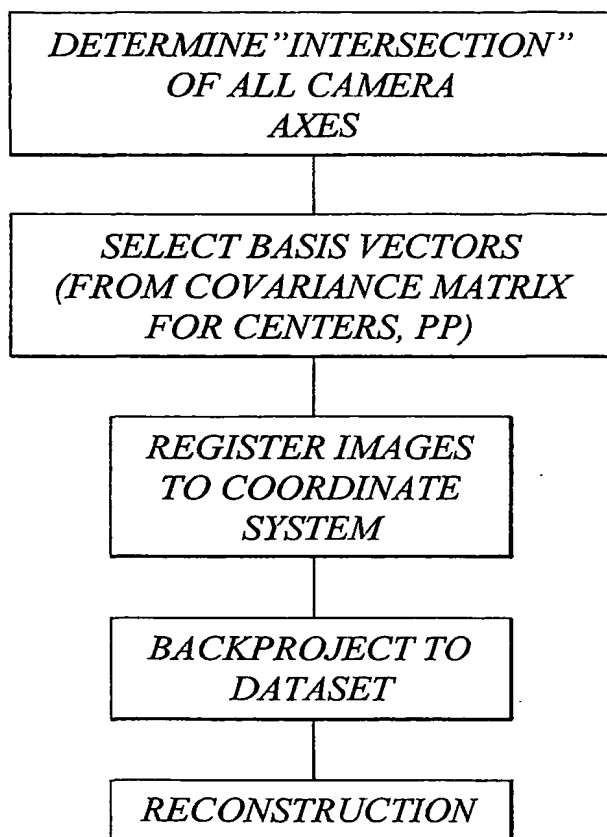 DETERMINE"INTERSECTION"
OF ALL CAMERA
AXES
SELECT BASIS VECTORS
(FROM COVARIANCE MATRIX
FOR CENTERS, PP)
REGISTER IMAGES
TO COORDINATE
SYSTEM
BACKPROJECT TO
DATASET
RECONSTRUCTION